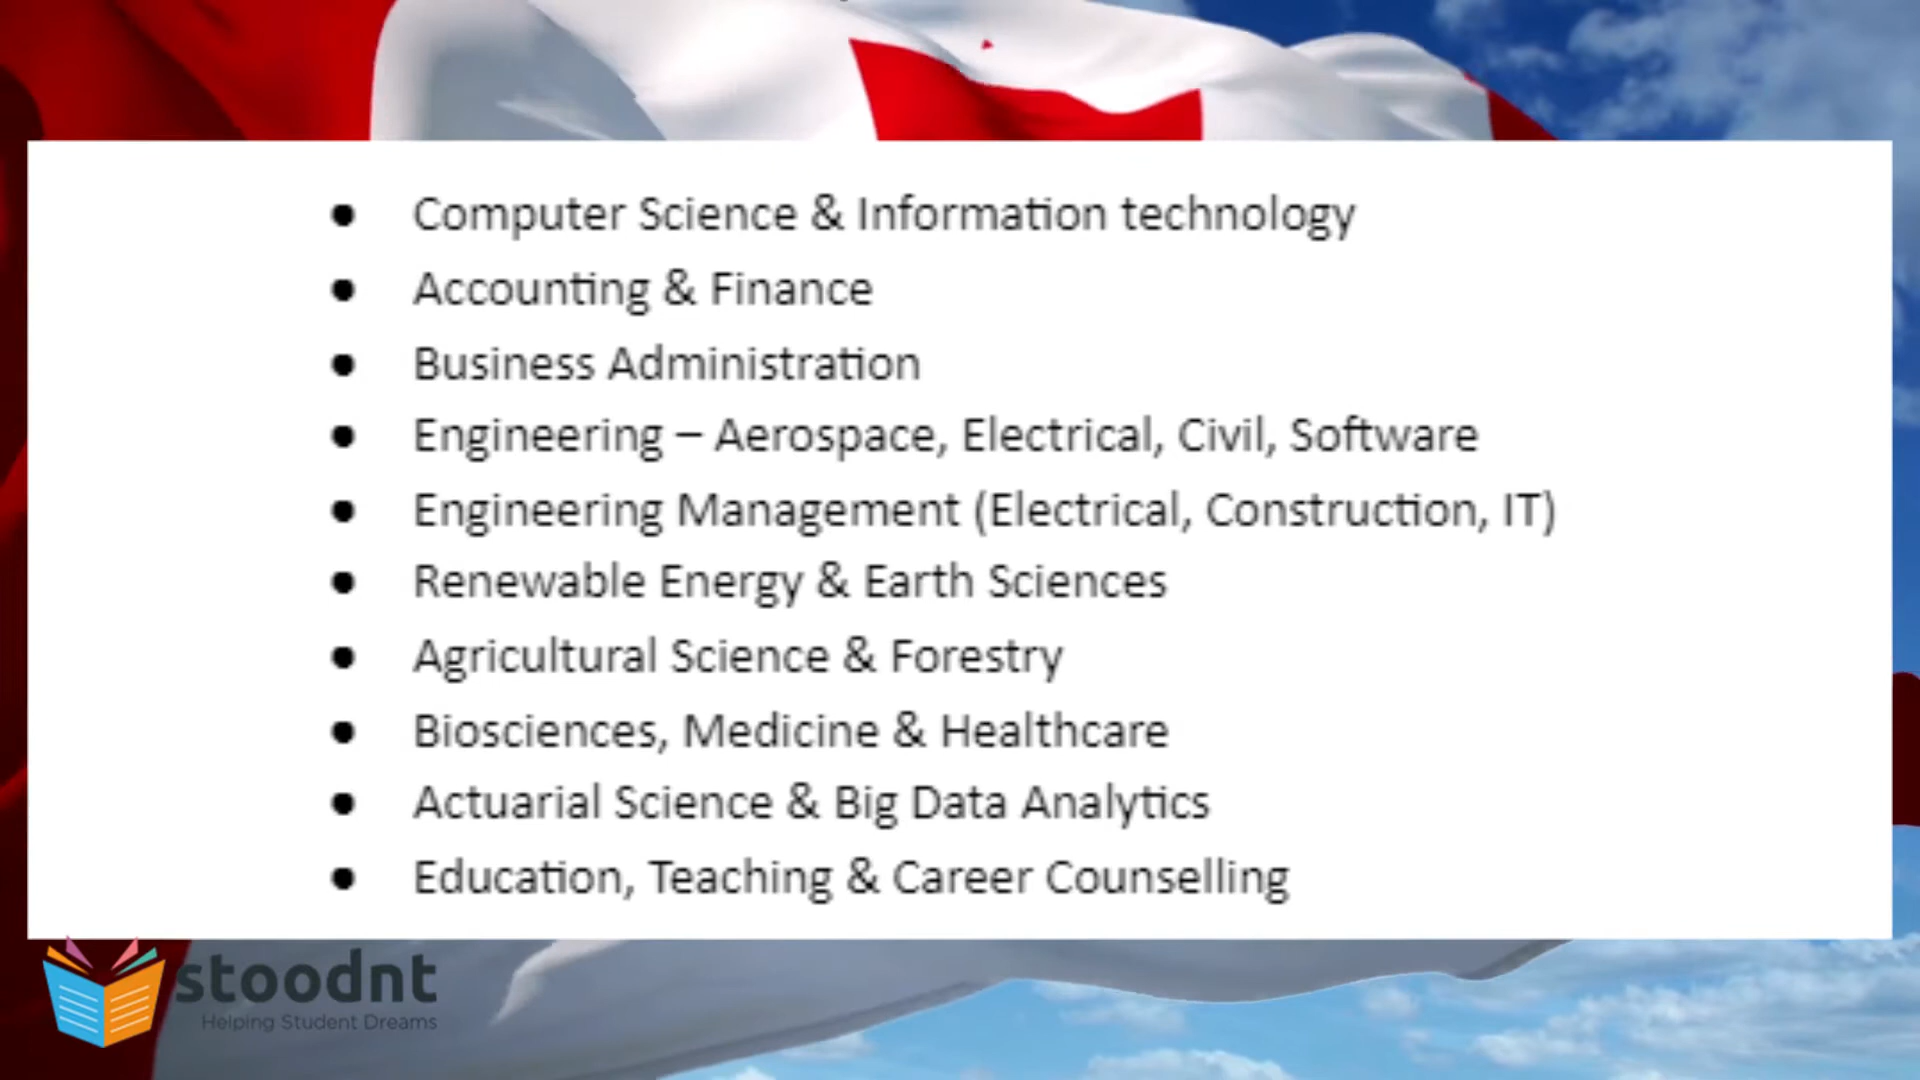 ● Computer Science & Information technology
● Accounting & Finance
● Business Administration
● Engineering – Aerospace, Electrical, Civil, Software
● Engineering Management (Electrical, Construction, IT)
● Renewable Energy & Earth Sciences
● Agricultural Science & Forestry
● Biosciences, Medicine & Healthcare
● Actuarial Science & Big Data Analytics
● Education, Teaching & Career Counselling
stoodnt
Helping Student Dreams